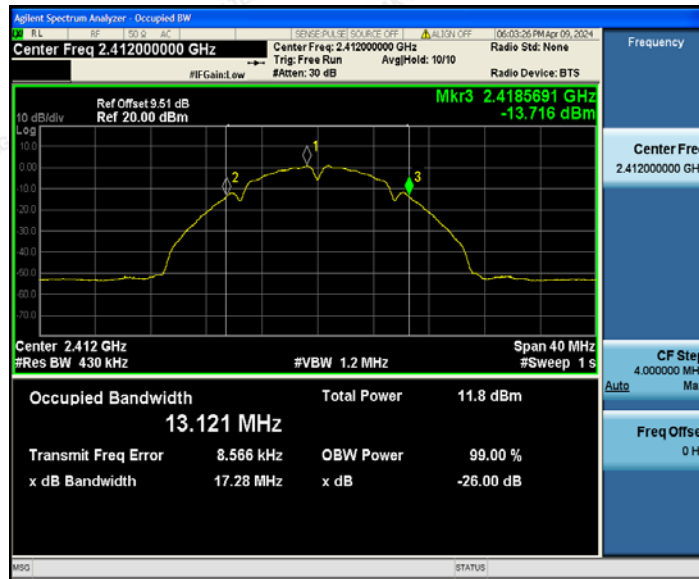 Agilent Spectrum Analyzer - Occupied BW
RL RF 50 Ω AC SENSE:PULSE SOURCE OFF ALIGN OFF 06:03:26 PM Apr 09, 2024
Center Freq 2.412000000 GHz Center Freq: 2.412000000 GHz Radio Std: None
Trig: Free Run Avg|Hold: 10/10
#IFGain:Low #Atten: 30 dB Radio Device: BTS
Frequency
Ref Offset 9.51 dB Mkr3 2.4185691 GHz
10 dB/div Ref 20.00 dBm -13.716 dBm
Log
10.0
0.00
-10.0
-20.0
-30.0
-40.0
-50.0
-60.0
-70.0
1
2
3
Center Fre
2.412000000 GH
Center 2.412 GHz Span 40 MHz
#Res BW 430 kHz #VBW 1.2 MHz #Sweep 1 s
CF Step
4.000000 MH
Auto Ma
Occupied Bandwidth Total Power 11.8 dBm
13.121 MHz
Transmit Freq Error 8.566 kHz OBW Power 99.00 %
x dB Bandwidth 17.28 MHz x dB -26.00 dB
Freq Offse
0 H
MSG STATUS